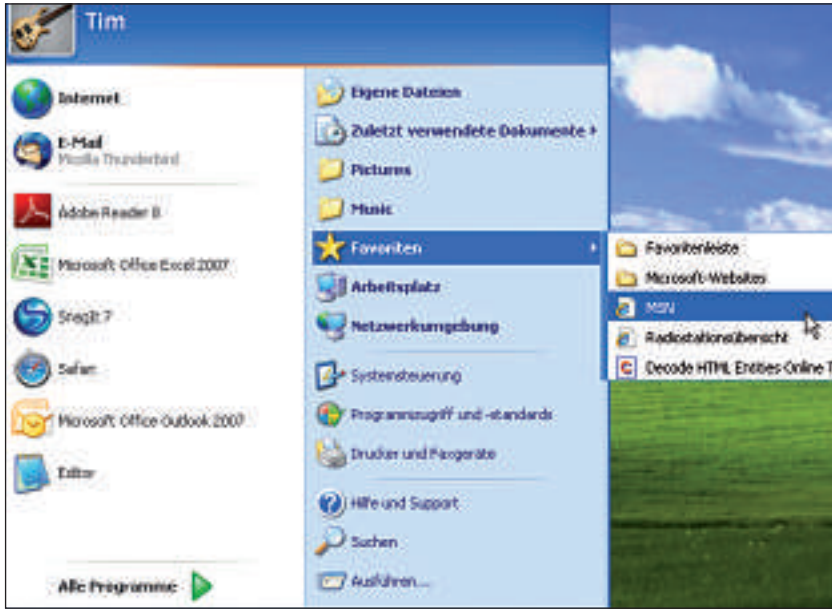 Tim
Internet
E-Mail
Mozilla Thunderbird
Adobe Reader 8
Microsoft Office Excel 2007
SnagIt 7
Safari
Microsoft Office Outlook 2007
Editor
Alle Programme
Eigene Dateien
Zuletzt verwendete Dokumente
Pictures
Music
Favoriten
Arbeitsplatz
Netzwerkumgebung
Systemsteuerung
Programmzugriff und -standards
Drucker und Faxgeräte
Hilfe und Support
Suchen
Ausführen...
Favoritenleiste
Microsoft-Websites
MSN
Radiostationsübersicht
Decode HTML Entities Online T